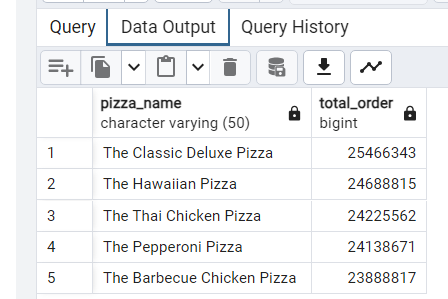 Query Data Output Query History
pizza_name total_order
character varying (50) bigint
1 The Classic Deluxe Pizza 25466343
2 The Hawaiian Pizza 24688815
3 The Thai Chicken Pizza 24225562
4 The Pepperoni Pizza 24138671
5 The Barbecue Chicken Pizza 23888817